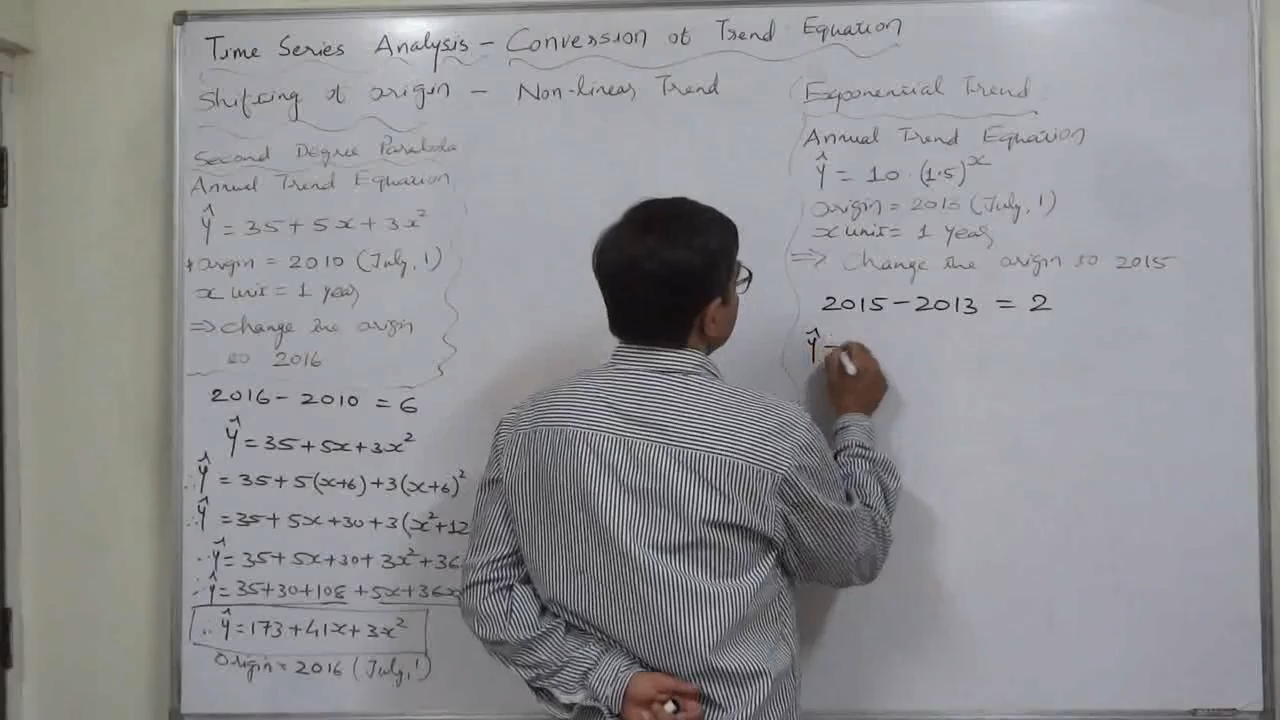 Time Series Analysis - Conversion of Trend Equation
Shifting of origin - Non-linear Trend
Second Degree Parabola
Annual Trend Equation
Ŷ = 35 + 5x + 3x²
origin = 2010 (July, 1)
x unit = 1 year
⇒ change the origin
to 2016
2016 - 2010 = 6
Ŷ = 35 + 5x + 3x²
∴ Ŷ = 35 + 5(x+6) + 3(x+6)²
∴ Ŷ = 35 + 5x + 30 + 3(x² + 12
∴ Ŷ = 35 + 5x + 30 + 3x² + 36
∴ Ŷ = 35 + 30 + 108 + 5x + 36x
∴ Ŷ = 173 + 41x + 3x²
Origin = 2016 (July, 1)
Exponential Trend
Annual Trend Equation
Ŷ = 10 · (1.5)^x
origin = 2013 (July, 1)
x unit = 1 Year
⇒ Change the origin to 2015
2015 - 2013 = 2
Ŷ =